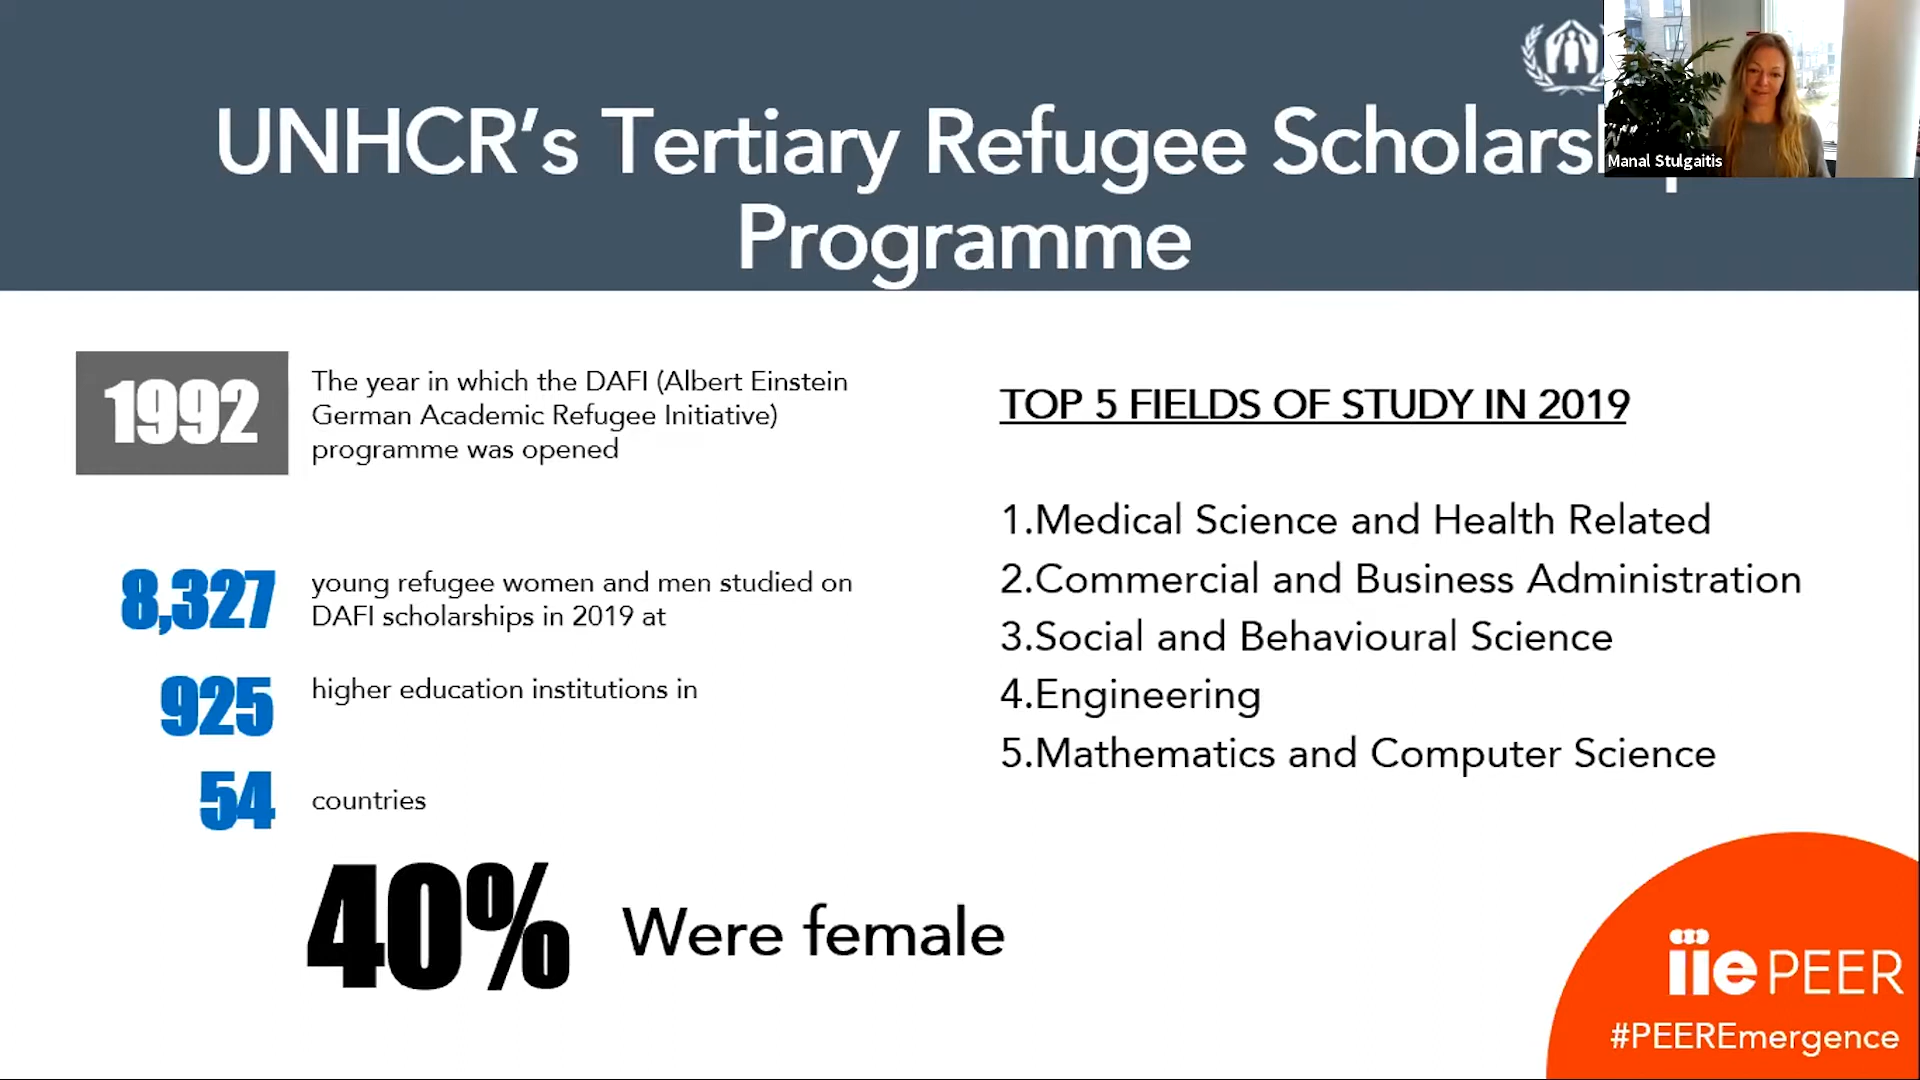 UNHCR's Tertiary Refugee Scholars
Programme
Manal Stulgaitis
1992
The year in which the DAFI (Albert Einstein
German Academic Refugee Initiative)
programme was opened
8,327
young refugee women and men studied on
DAFI scholarships in 2019 at
925
higher education institutions in
54
countries
40%
Were female
TOP 5 FIELDS OF STUDY IN 2019
1.Medical Science and Health Related
2.Commercial and Business Administration
3.Social and Behavioural Science
4.Engineering
5.Mathematics and Computer Science
iie PEER
#PEEREmergence